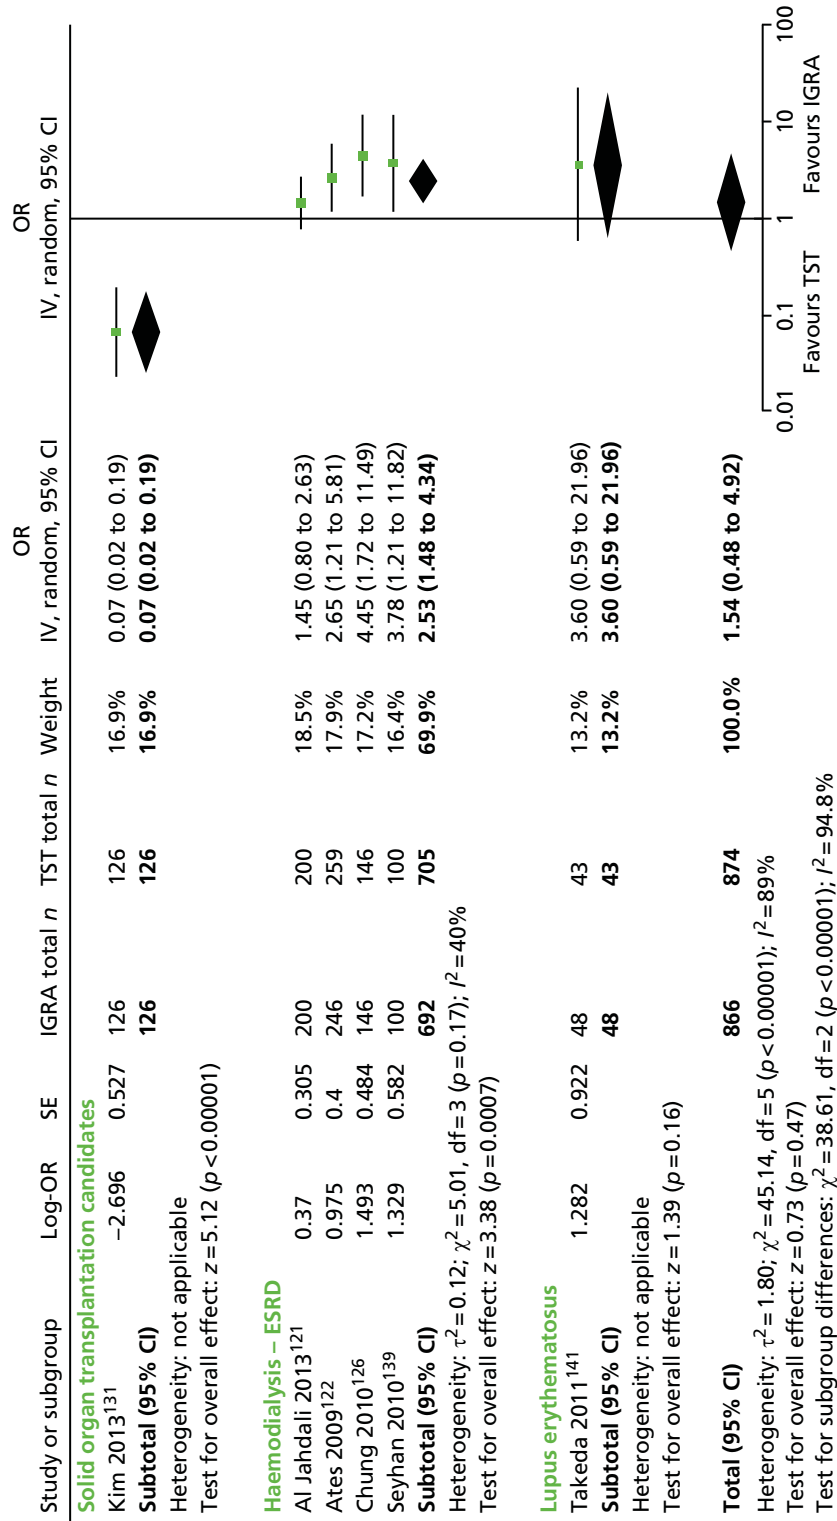 OR OR
Study or subgroup Log-OR SE IGRA total n TST total n Weight IV, random, 95% CI IV, random, 95% CI
Solid organ transplantation candidates
Kim 2013¹³¹ −2.696 0.527 126 126 16.9% 0.07 (0.02 to 0.19)
Subtotal (95% CI) 126 126 16.9% 0.07 (0.02 to 0.19)
Heterogeneity: not applicable
Test for overall effect: z=5.12 (p<0.00001)
Haemodialysis – ESRD
Al Jahdali 2013¹²¹ 0.37 0.305 200 200 18.5% 1.45 (0.80 to 2.63)
Ates 2009¹²² 0.975 0.4 246 259 17.9% 2.65 (1.21 to 5.81)
Chung 2010¹²⁶ 1.493 0.484 146 146 17.2% 4.45 (1.72 to 11.49)
Seyhan 2010¹³⁹ 1.329 0.582 100 100 16.4% 3.78 (1.21 to 11.82)
Subtotal (95% CI) 692 705 69.9% 2.53 (1.48 to 4.34)
Heterogeneity: τ²=0.12; χ²=5.01, df=3 (p=0.17); I²=40%
Test for overall effect: z=3.38 (p=0.0007)
Lupus erythematosus
Takeda 2011¹⁴¹ 1.282 0.922 48 43 13.2% 3.60 (0.59 to 21.96)
Subtotal (95% CI) 48 43 13.2% 3.60 (0.59 to 21.96)
Heterogeneity: not applicable
Test for overall effect: z=1.39 (p=0.16)
Total (95% CI) 866 874 100.0% 1.54 (0.48 to 4.92)
Heterogeneity: τ²=1.80; χ²=45.14, df=5 (p<0.00001); I²=89%
Test for overall effect: z=0.73 (p=0.47)
Test for subgroup differences: χ²=38.61, df=2 (p<0.00001); I²=94.8%
0.01 0.1 1 10 100
Favours TST Favours IGRA